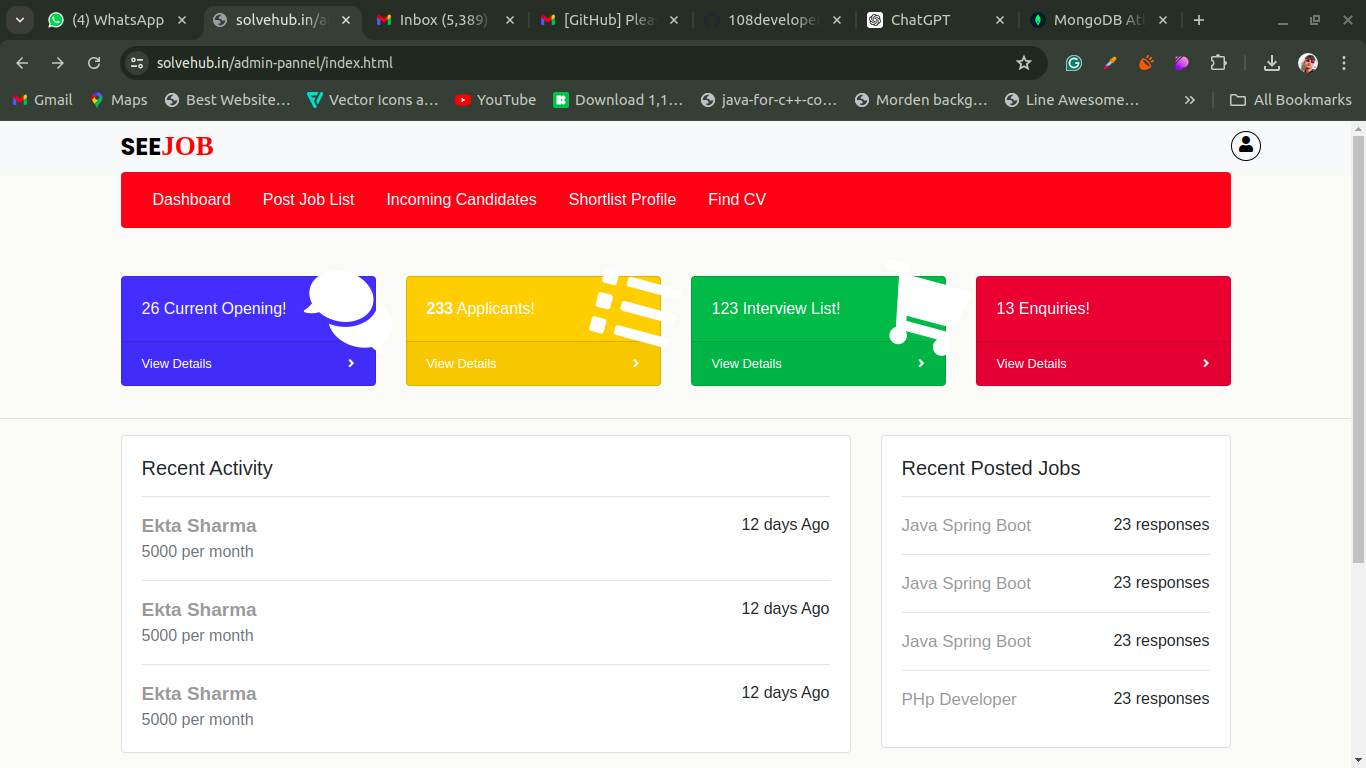 (4) WhatsApp
solvehub.in/a
Inbox (5,389)
[GitHub] Plea
108develope
ChatGPT
MongoDB At
solvehub.in/admin-pannel/index.html
Gmail
Maps
Best Website…
Vector Icons a…
YouTube
Download 1,1…
java-for-c++-co…
Morden backg…
Line Awesome…
All Bookmarks
SEEJOB
Dashboard
Post Job List
Incoming Candidates
Shortlist Profile
Find CV
26 Current Opening!
View Details
233 Applicants!
View Details
123 Interview List!
View Details
13 Enquiries!
View Details
Recent Activity
Ekta Sharma
12 days Ago
5000 per month
Ekta Sharma
12 days Ago
5000 per month
Ekta Sharma
12 days Ago
5000 per month
Recent Posted Jobs
Java Spring Boot
23 responses
Java Spring Boot
23 responses
Java Spring Boot
23 responses
PHp Developer
23 responses